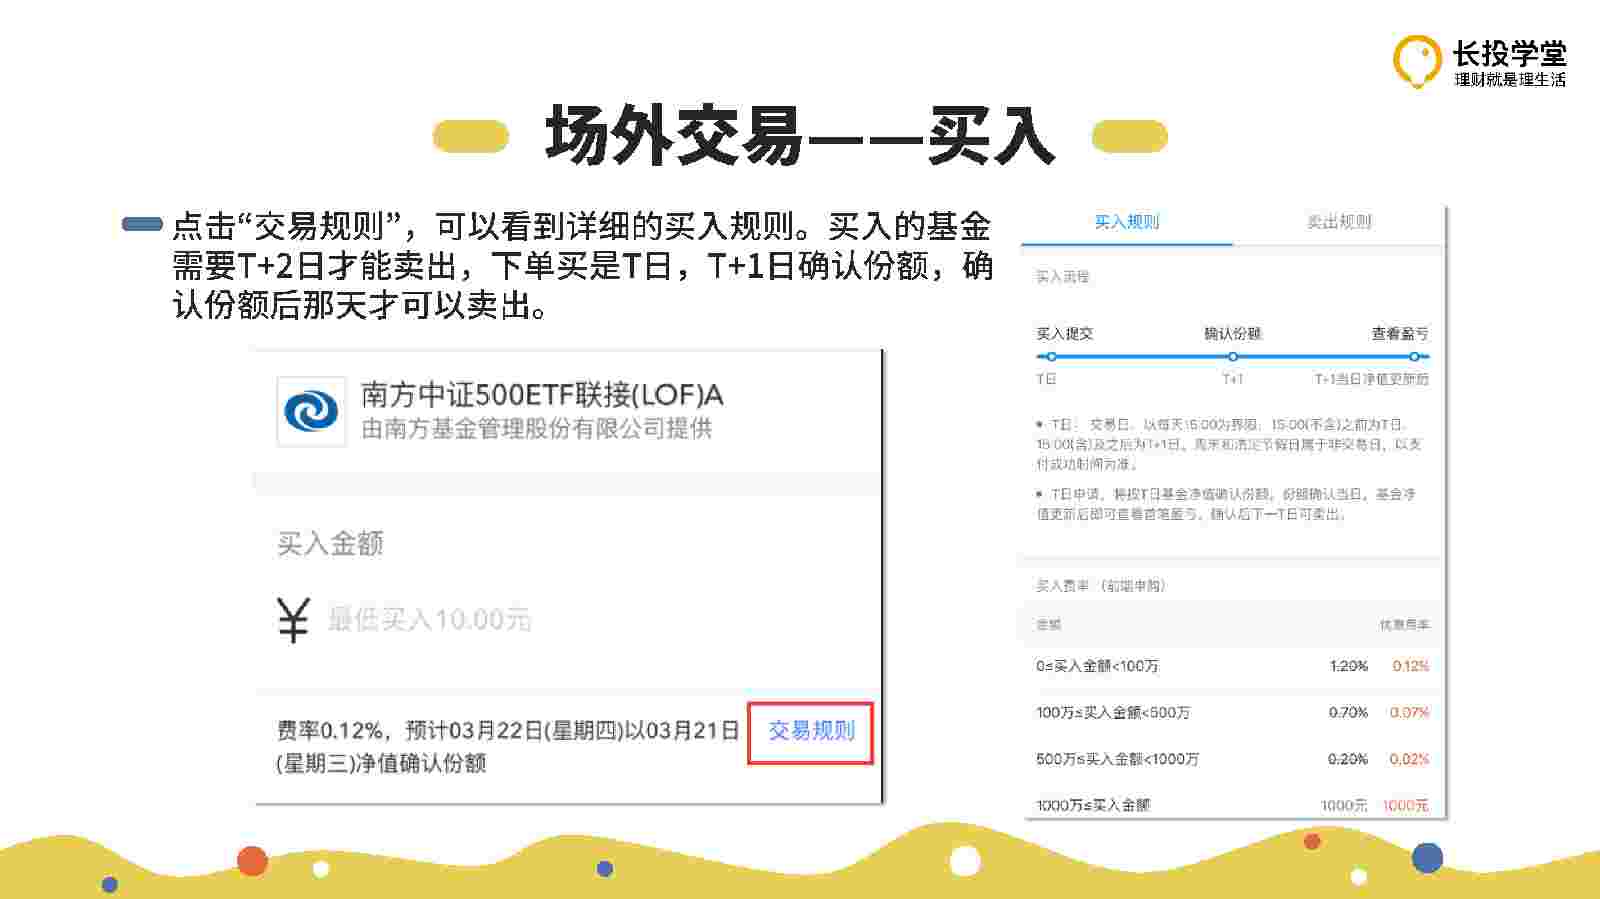 长投学堂
理财就是理生活
场外交易——买入
点击“交易规则”，可以看到详细的买入规则。买入的基金
需要T+2日才能卖出，下单买是T日，T+1日确认份额，确
认份额后那天才可以卖出。
南方中证500ETF联接(LOF)A
由南方基金管理股份有限公司提供
买入金额
¥ 最低买入10.00元
费率0.12%，预计03月22日(星期四)以03月21日
(星期三)净值确认份额
交易规则
买入规则 卖出规则
买入流程
买入提交 确认份额 查看盈亏
T日 T+1 T+1当日净值更新后
• T日：交易日，以每天15:00为界限，15:00(不含)之前为T日，
15:00(含)及之后为T+1日。周末和法定节假日属于非交易日，以支
付成功时间为准。
• T日申请，将按T日基金净值确认份额。份额确认当日，基金净
值更新后即可查看首笔盈亏。确认后下一T日可卖出。
买入费率 （前端申购）
金额 优惠费率
0≤买入金额<100万 1.20% 0.12%
100万≤买入金额<500万 0.70% 0.07%
500万≤买入金额<1000万 0.20% 0.02%
1000万≤买入金额 1000元 1000元